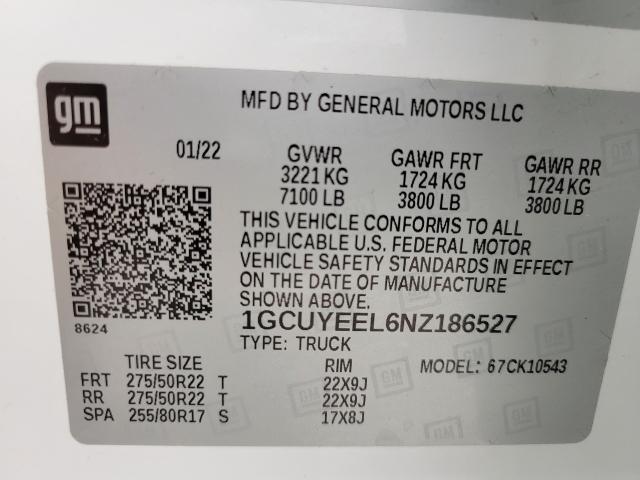 gm
MFD BY GENERAL MOTORS LLC
01/22 GVWR GAWR FRT GAWR RR
3221 KG 1724 KG 1724 KG
7100 LB 3800 LB 3800 LB
THIS VEHICLE CONFORMS TO ALL
APPLICABLE U.S. FEDERAL MOTOR
VEHICLE SAFETY STANDARDS IN EFFECT
ON THE DATE OF MANUFACTURE
SHOWN ABOVE.
8624 1GCUYEEL6NZ186527
TYPE: TRUCK
TIRE SIZE RIM MODEL: 67CK10543
FRT 275/50R22 T 22X9J
RR 275/50R22 T 22X9J
SPA 255/80R17 S 17X8J